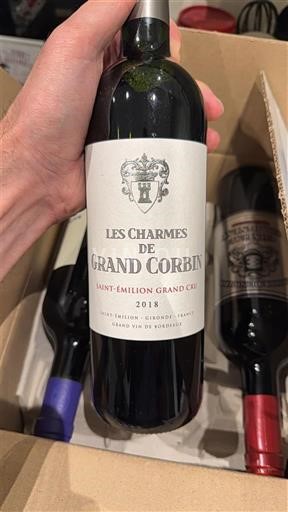 LES CHARMES
DE
GRAND CORBIN
SAINT-ÉMILION GRAND CRU
2018
SAINT-ÉMILION - GIRONDE - FRANCE
GRAND VIN DE BORDEAUX